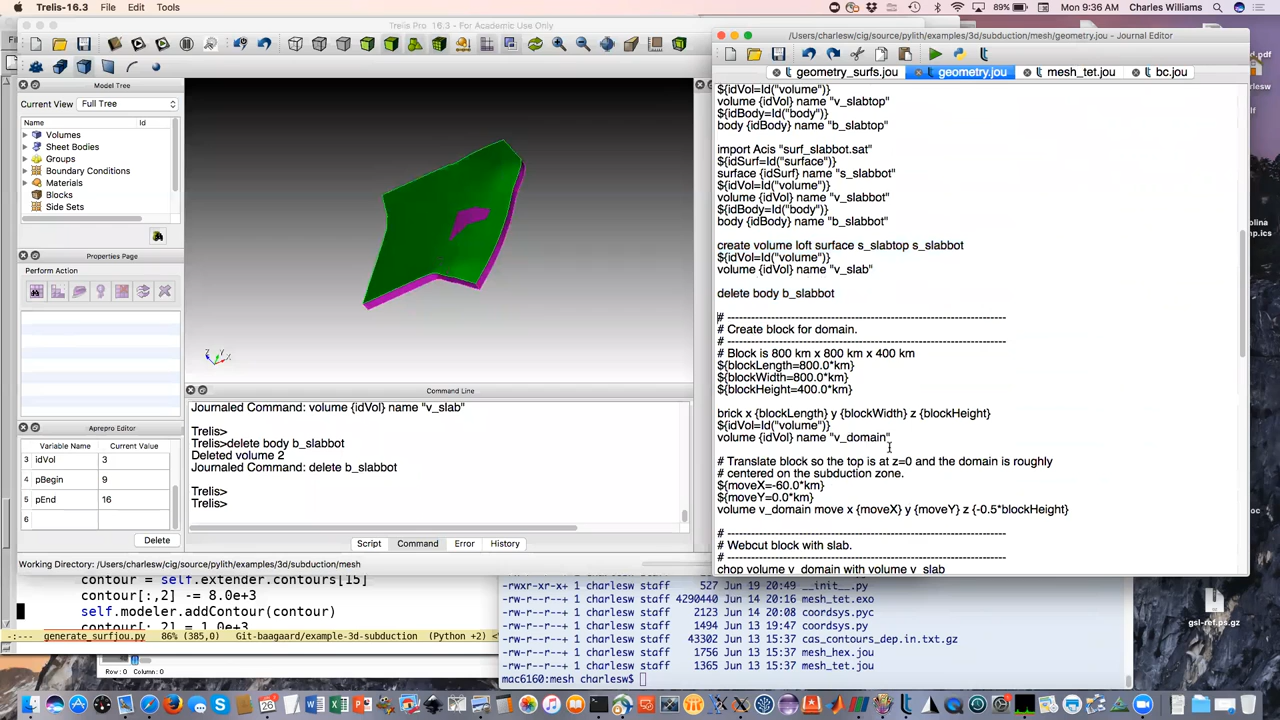 Trelis-16.3 File Edit Tools
89% Mon 9:36 AM Charles Williams
Trelis Pro 16.3 - For Academic Use Only
/Users/charlesw/cig/source/pylith/examples/3d/subduction/mesh/geometry.jou - Journal Editor
geometry_surfs.jou
geometry.jou
mesh_tet.jou
bc.jou
Model Tree
Current View Full Tree
Name Id
Volumes
Sheet Bodies
Groups
Boundary Conditions
Materials
Blocks
Side Sets
Properties Page
Perform Action
Aprepro Editor
Variable Name Current Value
3 idVol 3
4 pBegin 9
5 pEnd 16
6
Delete
Z Y X
Command Line
Journaled Command: volume {idVol} name "v_slab"
Trelis>
Trelis>delete body b_slabbot
Deleted volume 2
Journaled Command: delete b_slabbot
Trelis>
Trelis>
Script Command Error History
Working Directory: /Users/charlesw/cig/source/pylith/examples/3d/subduction/mesh
${idVol=Id("volume")}
volume {idVol} name "v_slabtop"
${idBody=Id("body")}
body {idBody} name "b_slabtop"
import Acis "surf_slabbot.sat"
${idSurf=Id("surface")}
surface {idSurf} name "s_slabbot"
${idVol=Id("volume")}
volume {idVol} name "v_slabbot"
${idBody=Id("body")}
body {idBody} name "b_slabbot"
create volume loft surface s_slabtop s_slabbot
${idVol=Id("volume")}
volume {idVol} name "v_slab"
delete body b_slabbot
# ----------------------------------------------------------------------
# Create block for domain.
# ----------------------------------------------------------------------
# Block is 800 km x 800 km x 400 km
${blockLength=800.0*km}
${blockWidth=800.0*km}
${blockHeight=400.0*km}
brick x {blockLength} y {blockWidth} z {blockHeight}
${idVol=Id("volume")}
volume {idVol} name "v_domain"
# Translate block so the top is at z=0 and the domain is roughly
# centered on the subduction zone.
${moveX=-60.0*km}
${moveY=0.0*km}
volume v_domain move x {moveX} y {moveY} z {-0.5*blockHeight}
# ----------------------------------------------------------------------
# Webcut block with slab.
# ----------------------------------------------------------------------
chop volume v_domain with volume v_slab
contour = self.extender.contours[15]
contour[:,2] -= 8.0e+3
self.modeler.addContour(contour)
contour[:,2] = 1.0e+3
-:--- generate_surfjou.py 86% (385,0) Git-baagaard/example-3d-subduction (Python +2)
Row: 0 Column: 0
-rwxr-xr-x+ 1 charlesw staff 527 Jun 19 20:49 __init__.py
-rw-r--r--+ 1 charlesw staff 4290440 Jun 14 20:16 mesh_tet.exo
-rw-r--r--+ 1 charlesw staff 2123 Jun 14 20:08 coordsys.pyc
-rw-r--r--+ 1 charlesw staff 1494 Jun 13 19:47 coordsys.py
-rw-r--r--+ 1 charlesw staff 43302 Jun 13 15:37 cas_contours_dep.in.txt.gz
-rw-r--r--+ 1 charlesw staff 1756 Jun 13 15:37 mesh_hex.jou
-rw-r--r--+ 1 charlesw staff 1365 Jun 13 15:37 mesh_tet.jou
mac6160:mesh charlesw$
gsl-ref.ps.gz